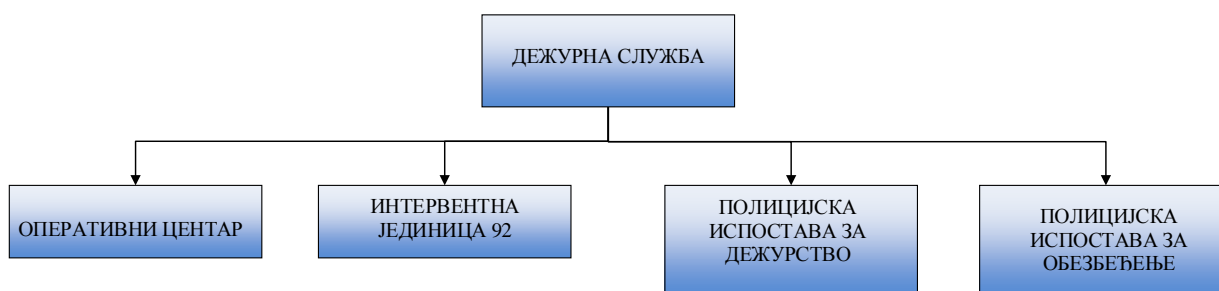 ДЕЖУРНА СЛУЖБА
ОПЕРАТИВНИ ЦЕНТАР
ИНТЕРВЕНТНА
ЈЕДИНИЦА 92
ПОЛИЦИЈСКА
ИСПОСТАВА ЗА
ДЕЖУРСТВО
ПОЛИЦИЈСКА
ИСПОСТАВА ЗА
ОБЕЗБЕЂЕЊЕ